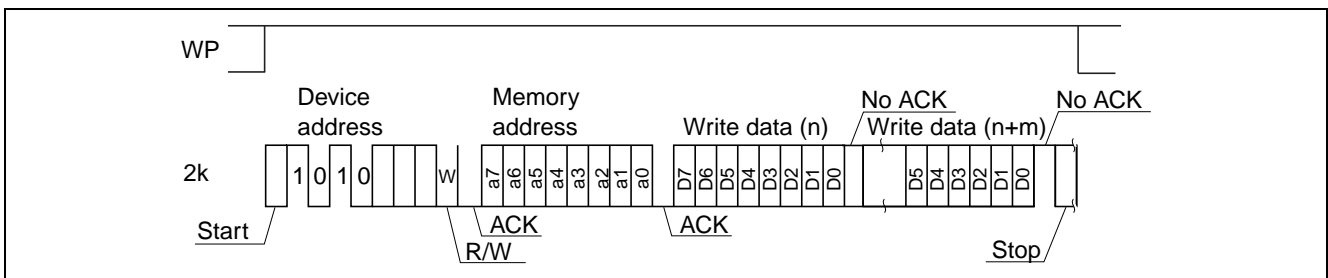 WP
Device
address
Memory
address
No ACK
No ACK
Write data (n)
Write data (n+m)
2k
1 0 1 0
W
a7 a6 a5 a4 a3 a2 a1 a0
D7 D6 D5 D4 D3 D2 D1 D0
D5 D4 D3 D2 D1 D0
Start
ACK
R/W
ACK
Stop